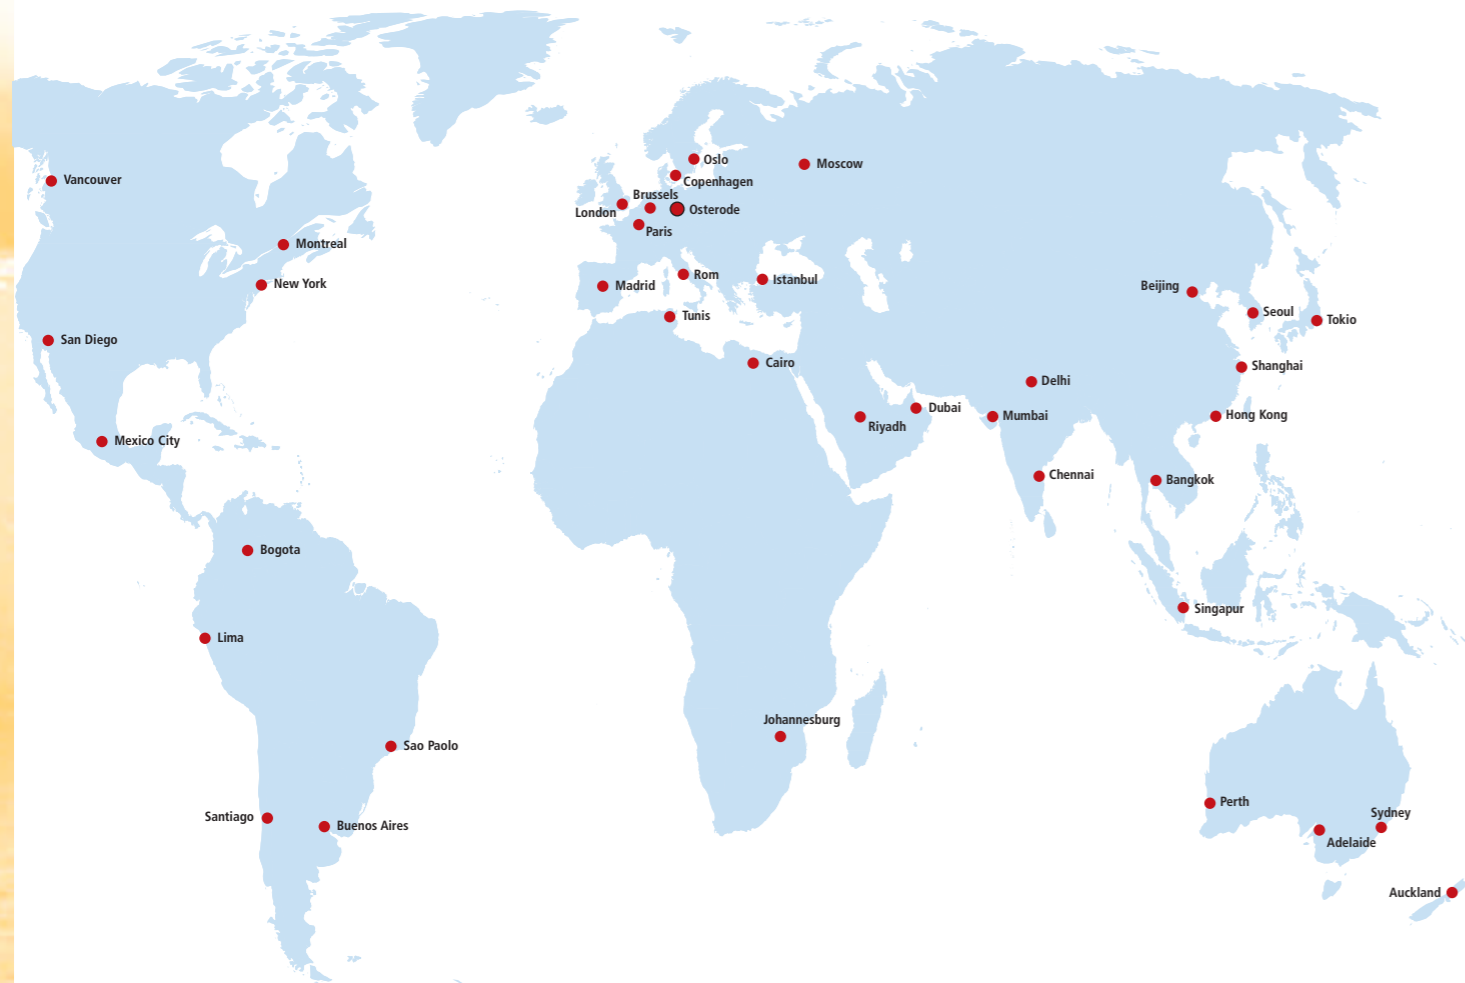 Oslo
Moscow
Vancouver
Copenhagen
Brussels
London
Osterode
Paris
Montreal
Rom
Istanbul
New York
Madrid
Beijing
Seoul
Tunis
Tokio
San Diego
Cairo
Shanghai
Delhi
Dubai
Mumbai
Hong Kong
Riyadh
Mexico City
Chennai
Bangkok
Bogota
Singapur
Lima
Johannesburg
Sao Paolo
Perth
Sydney
Santiago
Buenos Aires
Adelaide
Auckland